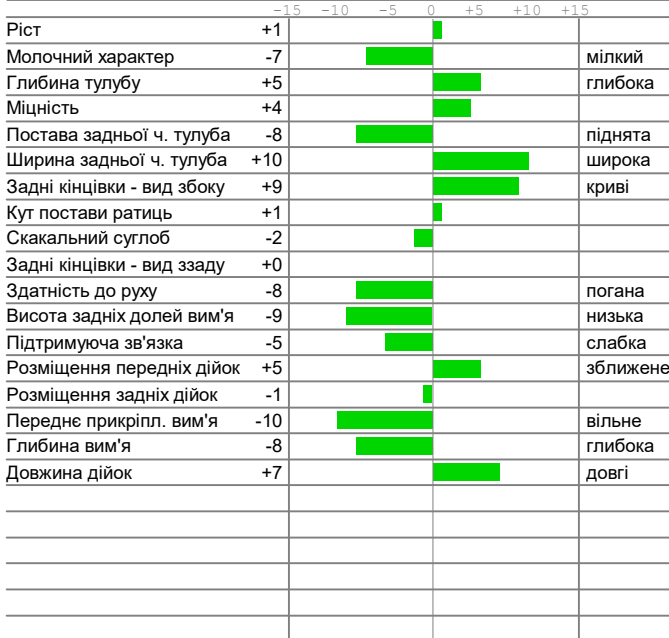 -15 -10 -5 0 +5 +10 +15
Ріст +1
Молочний характер -7 мілкий
Глибина тулубу +5 глибока
Міцність +4
Постава задньої ч. тулуба -8 піднята
Ширина задньої ч. тулуба +10 широка
Задні кінцівки - вид збоку +9 криві
Кут постави ратиць +1
Скакальний суглоб -2
Задні кінцівки - вид ззаду +0
Здатність до руху -8 погана
Висота задніх долей вим'я -9 низька
Підтримуюча зв'язка -5 слабка
Розміщення передніх дійок +5 зближене
Розміщення задніх дійок -1
Переднє прикріпл. вим'я -10 вільне
Глибина вим'я -8 глибока
Довжина дійок +7 довгі